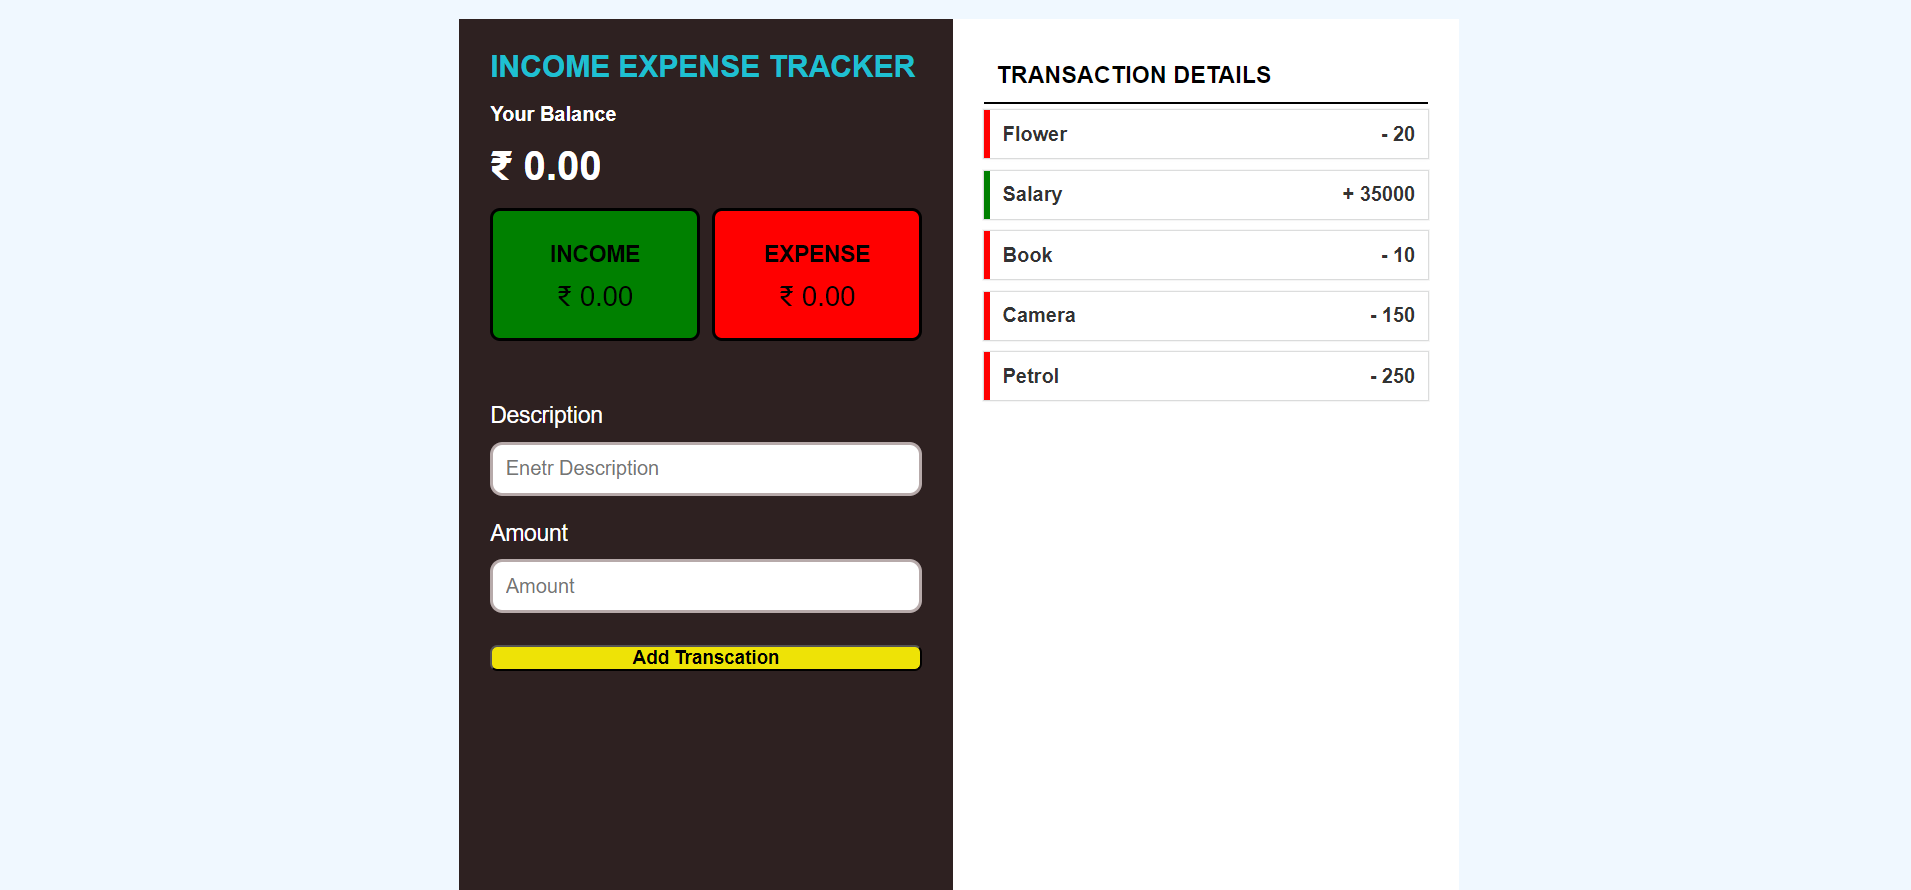 INCOME EXPENSE TRACKER
Your Balance
₹ 0.00
INCOME
₹ 0.00
EXPENSE
₹ 0.00
Description
Enetr Description
Amount
Amount
Add Transcation
TRANSACTION DETAILS
Flower - 20
Salary + 35000
Book - 10
Camera - 150
Petrol - 250